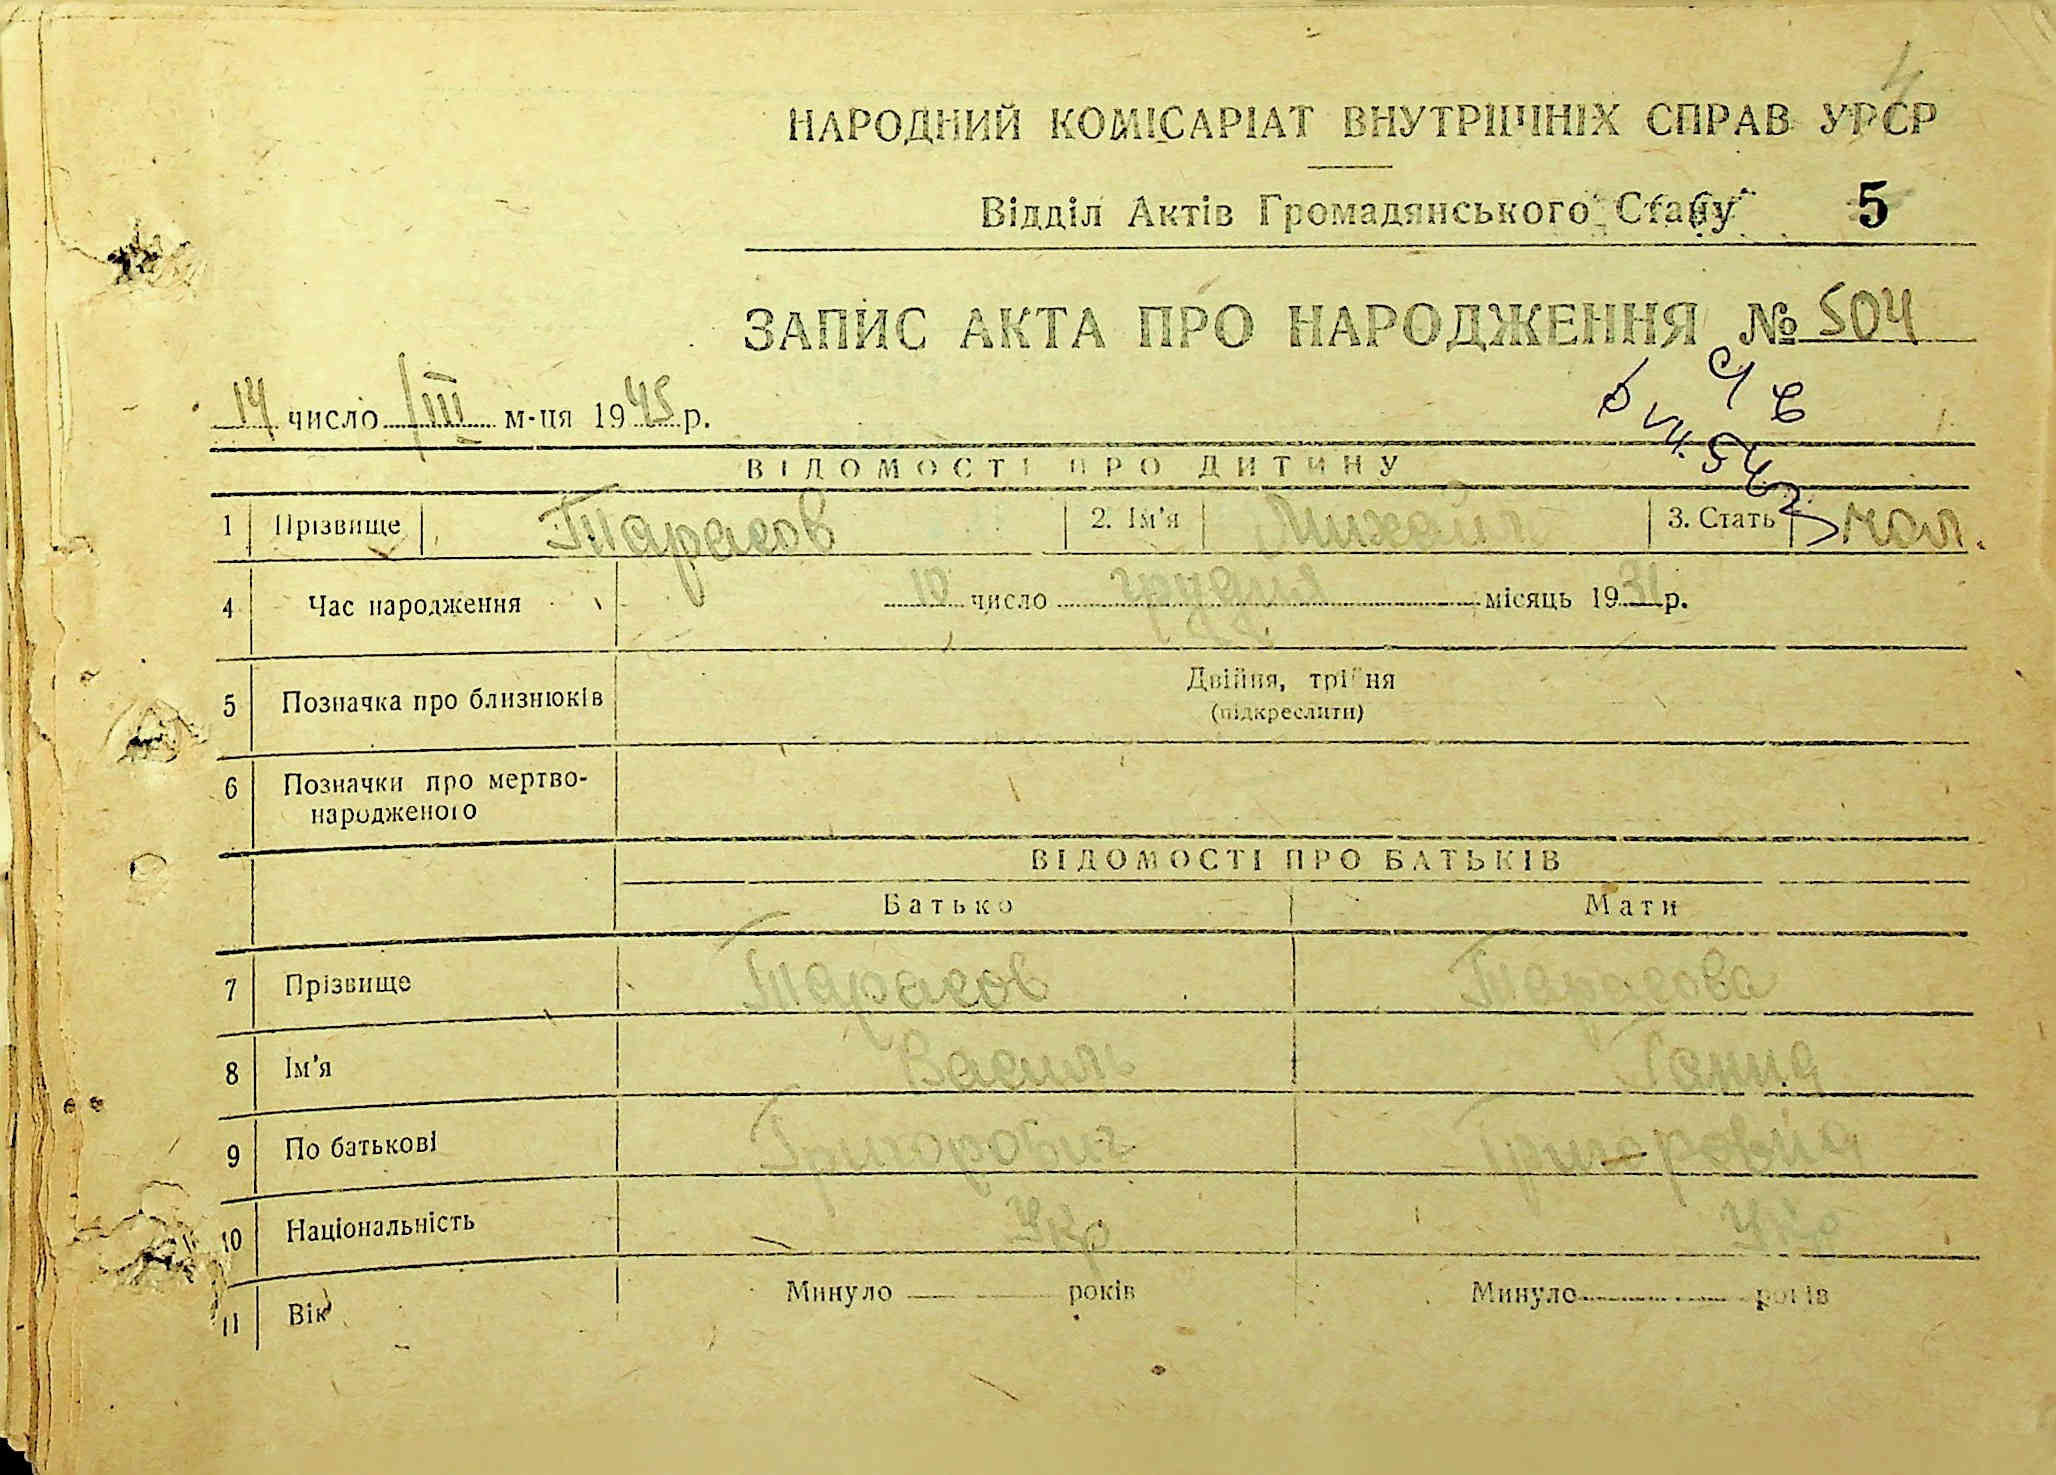 4
НАРОДНИЙ КОМІСАРІАТ ВНУТРІШНІХ СПРАВ УРСР
Відділ Актів Громадянського Стану 5
ЗАПИС АКТА ПРО НАРОДЖЕННЯ № 504
14 число III м-ця 1945 р.
ВІДОМОСТІ ПРО ДИТИНУ
1 Прізвище Тарасов 2. Ім'я Михайл 3. Стать чол.
4 Час народження 10 число грудня місяць 1931 р.
5 Позначка про близнюків Двійня, трійня
(підкреслити)
6 Позначки про мертво-
народженого
ВІДОМОСТІ ПРО БАТЬКІВ
Батько Мати
7 Прізвище Тарасов Тарасова
8 Ім'я Василь Ганна
9 По батькові Григорович Григоровна
10 Національність Укр Укр
11 Вік Минуло років Минуло років